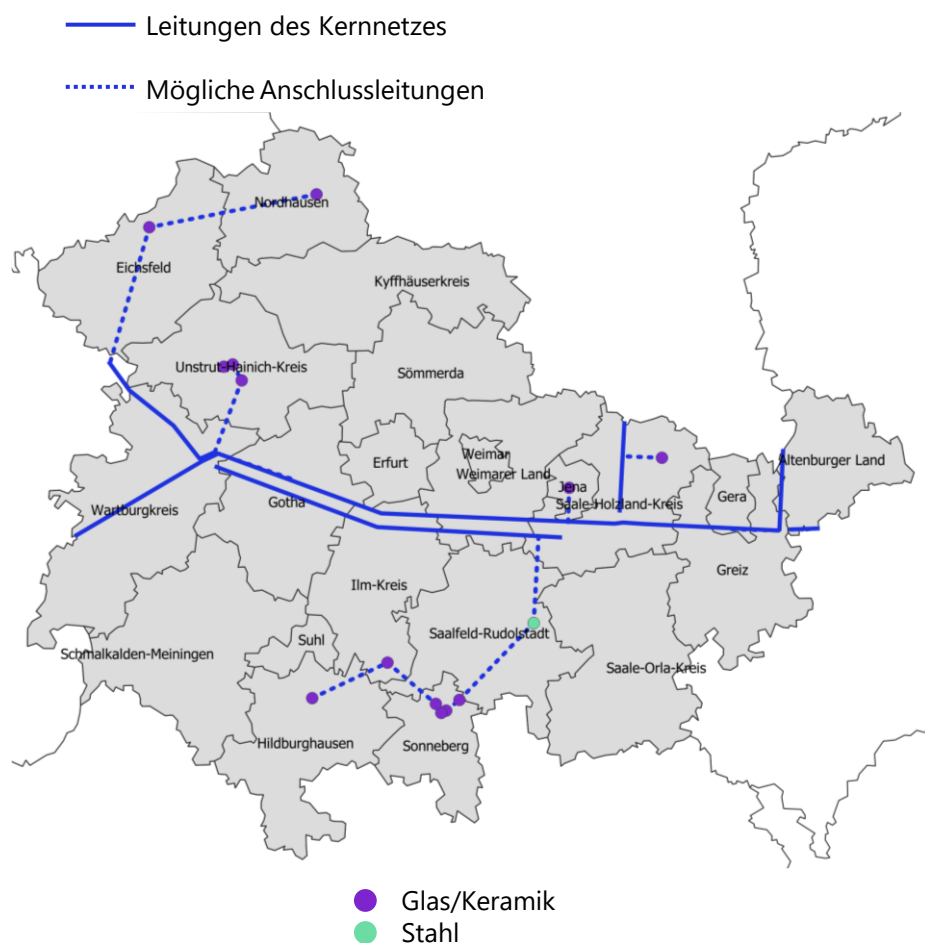 Leitungen des Kernnetzes
Mögliche Anschlussleitungen
Nordhausen
Eichsfeld
Kyffhäuserkreis
Unstrut-Hainich-Kreis
Sömmerda
Weimar
Erfurt
Weimarer Land
Altenburger Land
Jena
Gera
Gotha
Saale-Holzland-Kreis
Wartburgkreis
Greiz
Ilm-Kreis
Suhl
Saalfeld-Rudolstadt
Schmalkalden-Meiningen
Saale-Orla-Kreis
Hildburghausen
Sonneberg
Glas/Keramik
Stahl